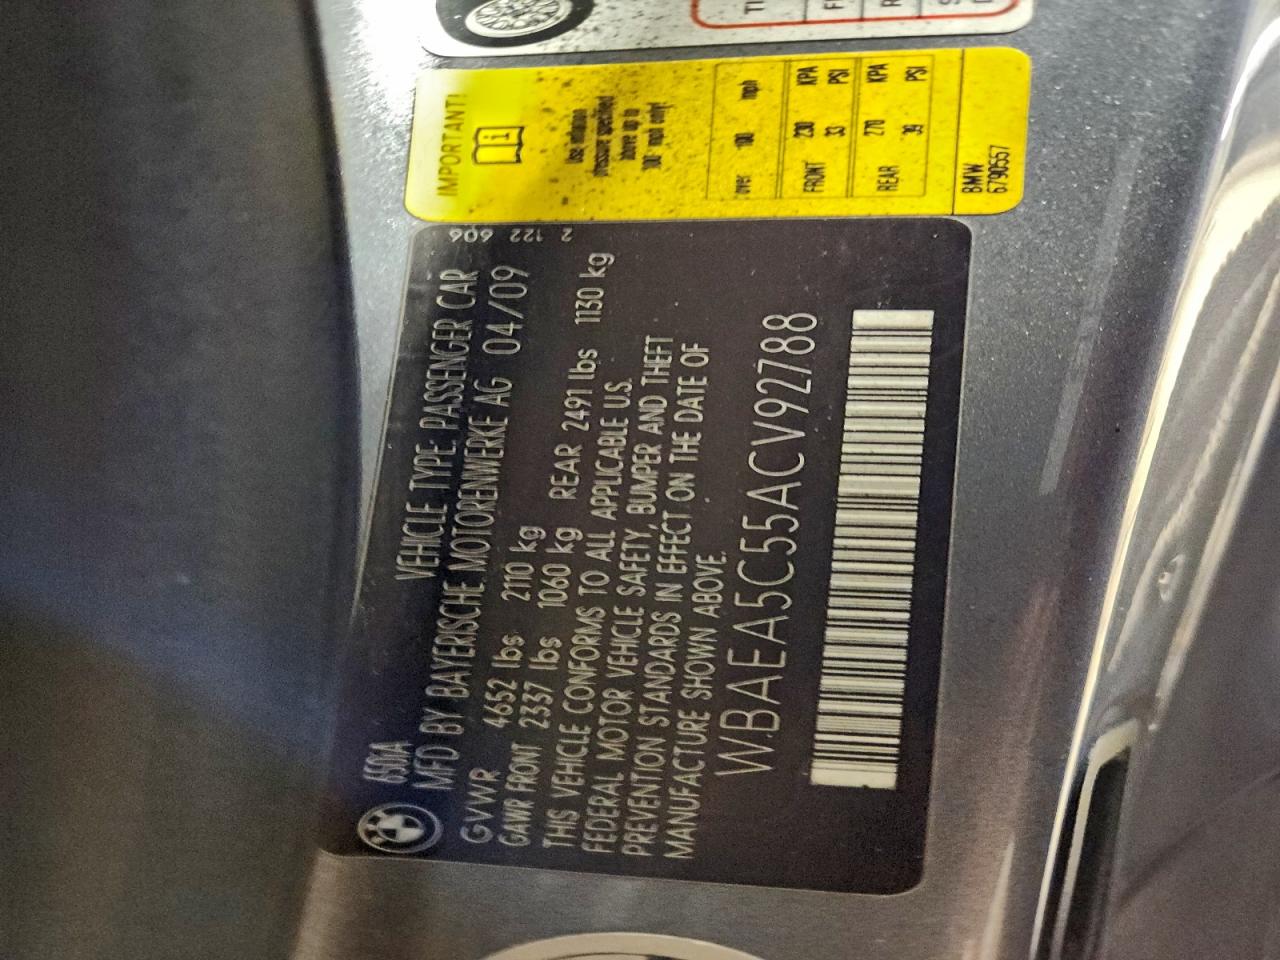 650iA
VEHICLE TYPE: PASSENGER CAR
MFD BY BAYERISCHE MOTORENWERKE AG 04/09
GVWR 4652 lbs 2110 kg
GAWR FRONT 2337 lbs 1060 kg REAR 2491 lbs 1130 kg
THIS VEHICLE CONFORMS TO ALL APPLICABLE U.S.
FEDERAL MOTOR VEHICLE SAFETY, BUMPER AND THEFT
PREVENTION STANDARDS IN EFFECT ON THE DATE OF
MANUFACTURE SHOWN ABOVE.
WBAEA5C55ACV92788
2 122 606
IMPORTANT!
i
Use inflation
pressure specified
above up to
100 mph only!
over 100 mph
FRONT 230 KPA
33 PSI
REAR 270 KPA
39 PSI
BMW
6790557